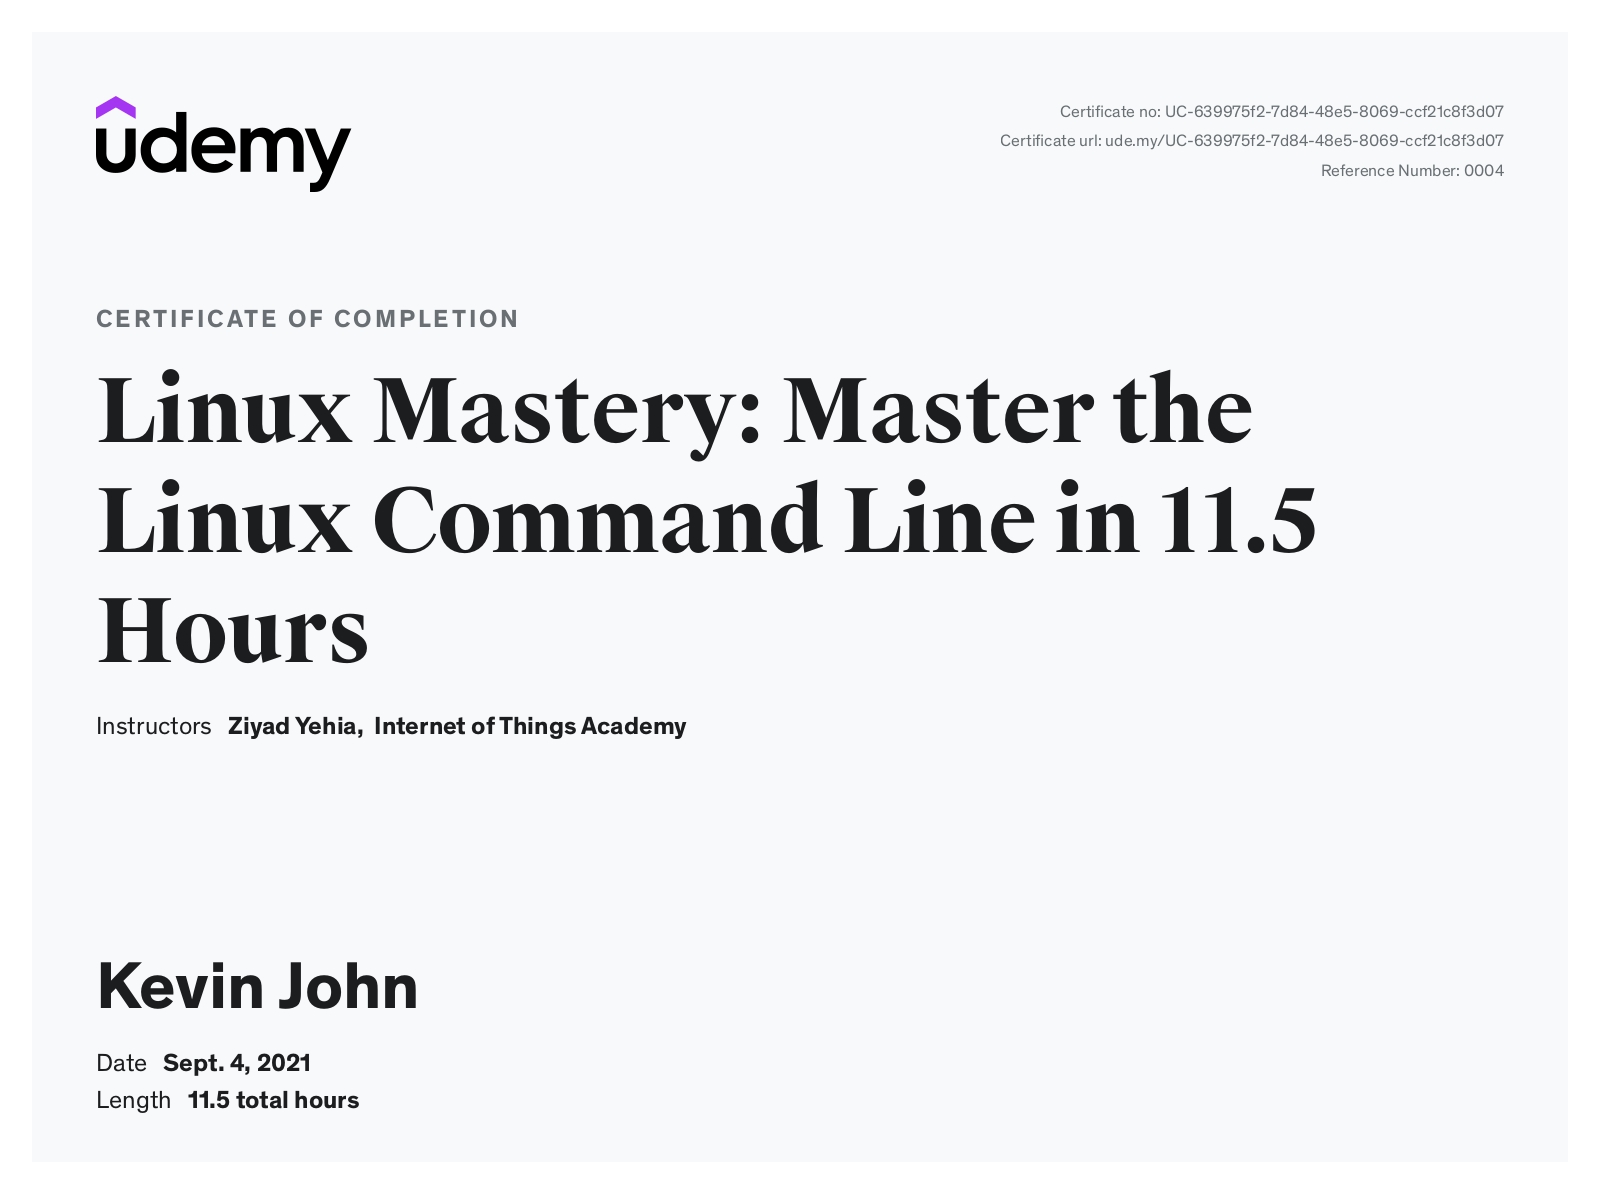 udemy
Certificate no: UC-639975f2-7d84-48e5-8069-ccf21c8f3d07
Certificate url: ude.my/UC-639975f2-7d84-48e5-8069-ccf21c8f3d07
Reference Number: 0004
CERTIFICATE OF COMPLETION
Linux Mastery: Master the
Linux Command Line in 11.5
Hours
Instructors Ziyad Yehia, Internet of Things Academy
Kevin John
Date Sept. 4, 2021
Length 11.5 total hours